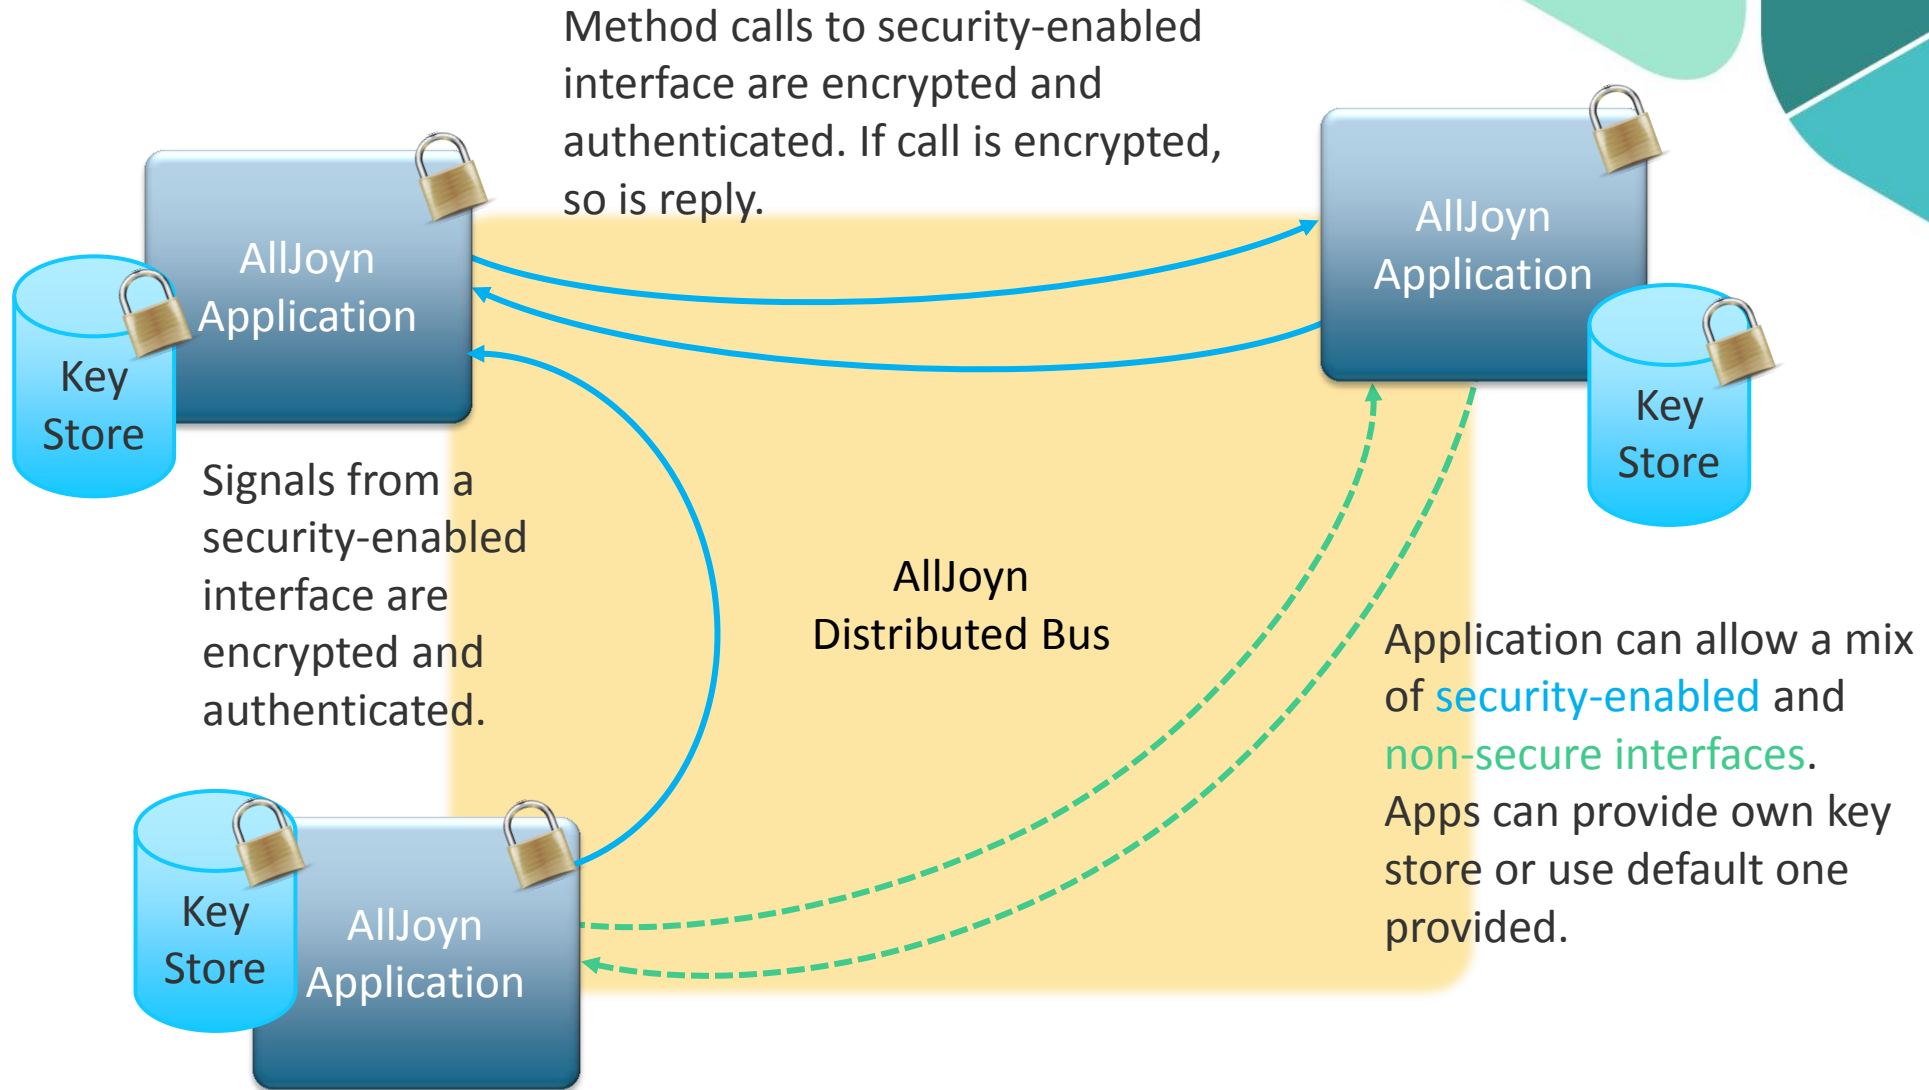 Method calls to security-enabled
interface are encrypted and
authenticated. If call is encrypted,
so is reply.
AllJoyn
Application
Key
Store
AllJoyn
Application
Key
Store
Signals from a
security-enabled
interface are
encrypted and
authenticated.
AllJoyn
Distributed Bus
Application can allow a mix
of security-enabled and
non-secure interfaces.
Apps can provide own key
store or use default one
provided.
Key
Store
AllJoyn
Application